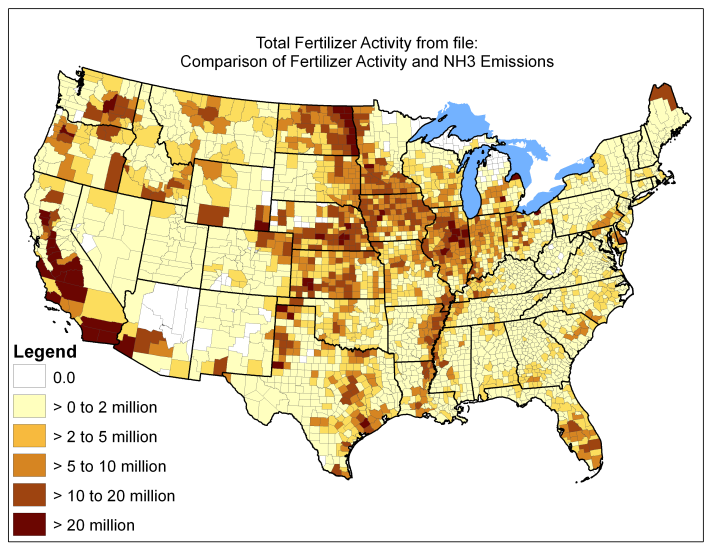 Total Fertilizer Activity from file:
Comparison of Fertilizer Activity and NH3 Emissions
Legend
0.0
> 0 to 2 million
> 2 to 5 million
> 5 to 10 million
> 10 to 20 million
> 20 million